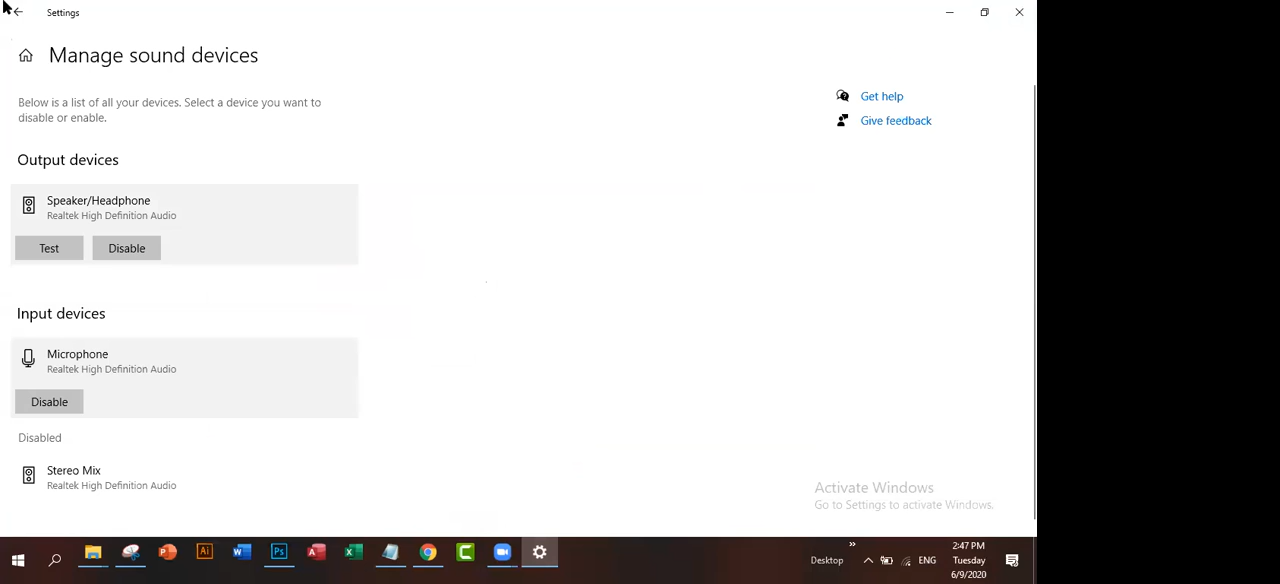 Settings
Manage sound devices
Below is a list of all your devices. Select a device you want to
disable or enable.
Get help
Give feedback
Output devices
Speaker/Headphone
Realtek High Definition Audio
Test
Disable
Input devices
Microphone
Realtek High Definition Audio
Disable
Disabled
Stereo Mix
Realtek High Definition Audio
Activate Windows
Go to Settings to activate Windows.
P
Ai
W
Ps
A
X
C
Desktop
»
ENG
2:47 PM
Tuesday
6/9/2020